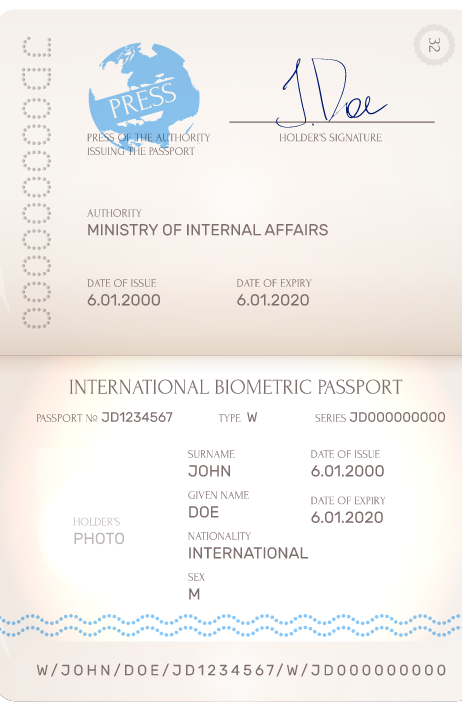 32
PRESS
J.Doe
PRESS OF THE AUTHORITY
ISSUING THE PASSPORT
HOLDER'S SIGNATURE
AUTHORITY
MINISTRY OF INTERNAL AFFAIRS
DATE OF ISSUE DATE OF EXPIRY
6.01.2000 6.01.2020
INTERNATIONAL BIOMETRIC PASSPORT
PASSPORT № JD1234567 TYPE W SERIES JD000000000
SURNAME DATE OF ISSUE
JOHN 6.01.2000
GIVEN NAME DATE OF EXPIRY
DOE 6.01.2020
HOLDER'S
PHOTO
NATIONALITY
INTERNATIONAL
SEX
M
W/JOHN/DOE/JD1234567/W/JD000000000